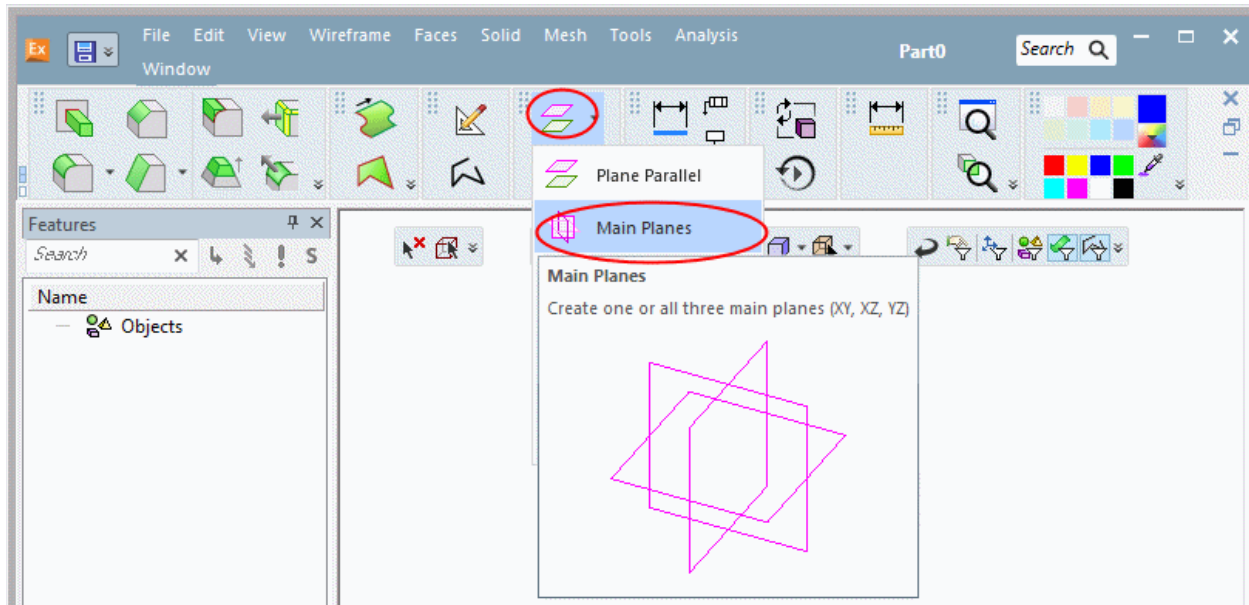 Ex
File Edit View Wireframe Faces Solid Mesh Tools Analysis
Window
Part0
Search
Plane Parallel
Main Planes
Features
Search
S
Name
Objects
Main Planes
Create one or all three main planes (XY, XZ, YZ)